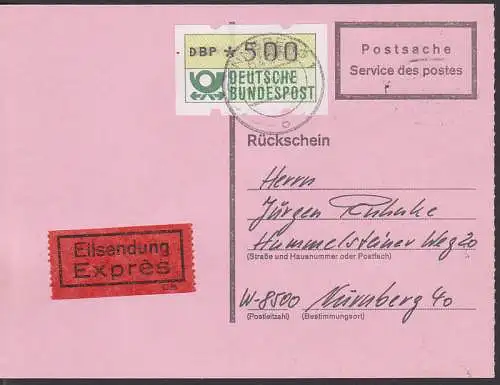 DBP *500
DEUTSCHE
BUNDESPOST
Postsache
Service des postes
Rückschein
Herrn
Jürgen
Hummelsteiner Weg 20
(Straße und Hausnummer oder Postfach)
Eilsendung
Exprès
W-8500 Nürnberg 40
(Postleitzahl) (Bestimmungsort)